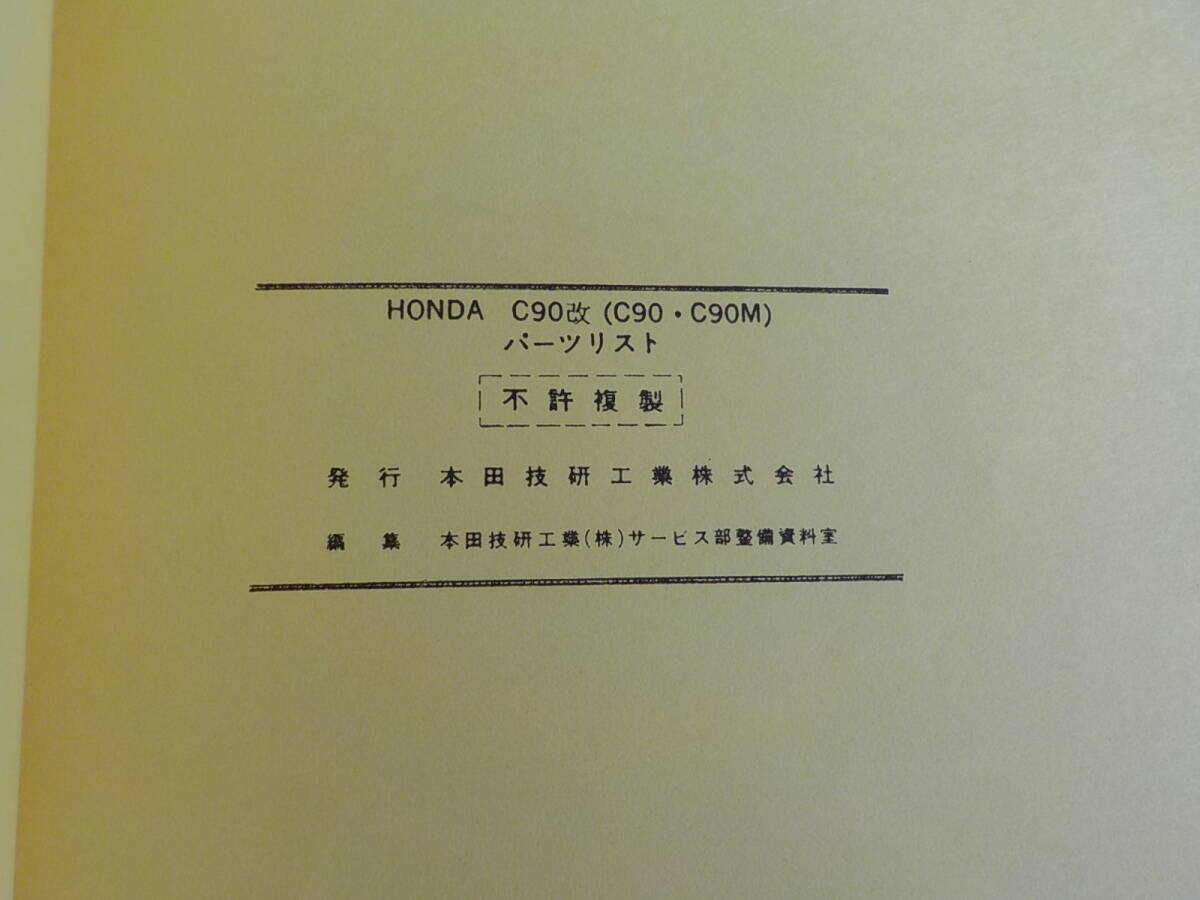 HONDA C90改 (C90・C90M)
パーツリスト
不許複製
発行 本田技研工業株式会社
編集 本田技研工業(株)サービス部整備資料室